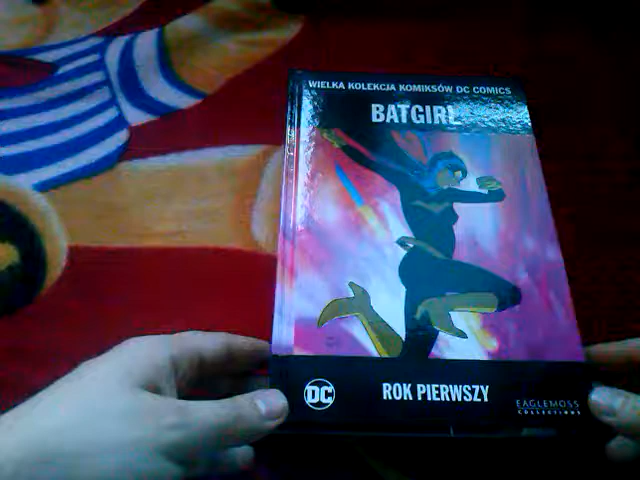 WIELKA KOLEKCJA KOMIKSÓW DC COMICS
BATGIRL
DC
ROK PIERWSZY
EAGLEMOSS
COLLECTIONS